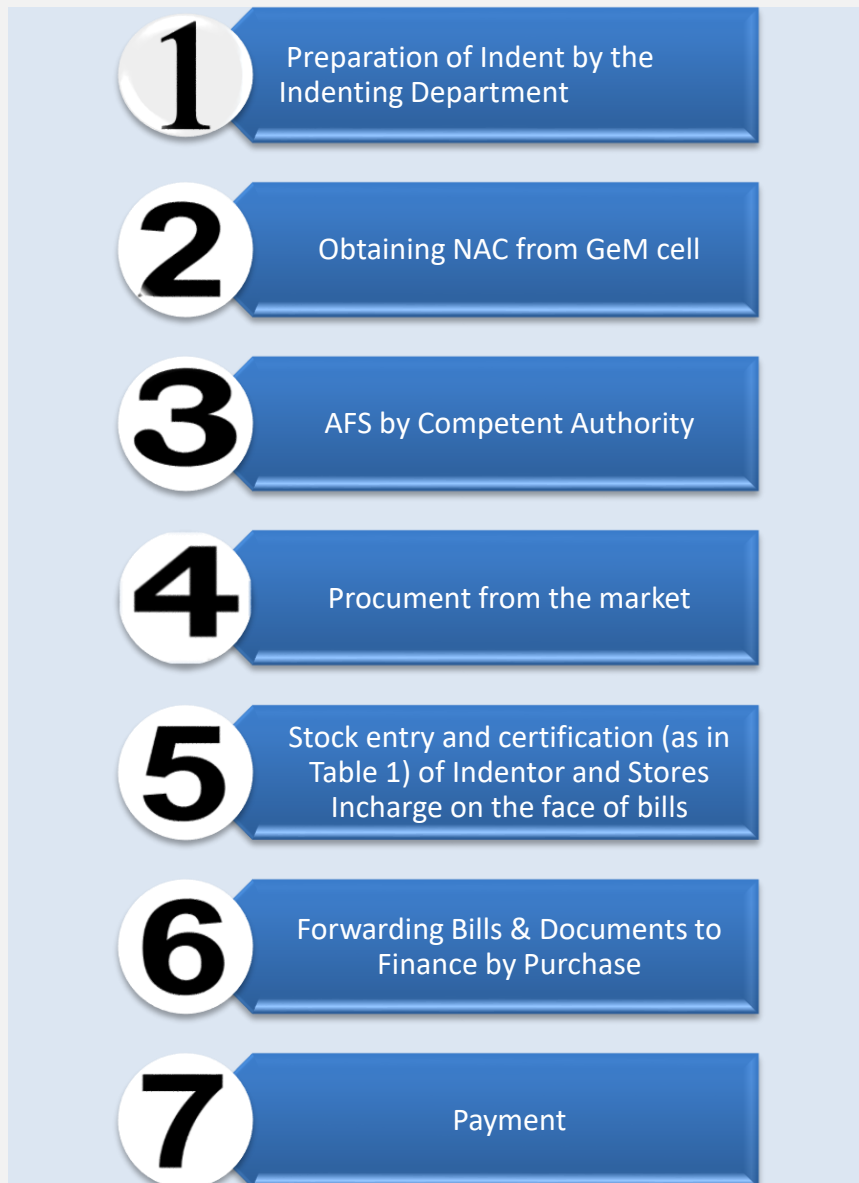 1
Preparation of Indent by the
Indenting Department
2
Obtaining NAC from GeM cell
3
AFS by Competent Authority
4
Procument from the market
5
Stock entry and certification (as in
Table 1) of Indentor and Stores
Incharge on the face of bills
6
Forwarding Bills & Documents to
Finance by Purchase
7
Payment